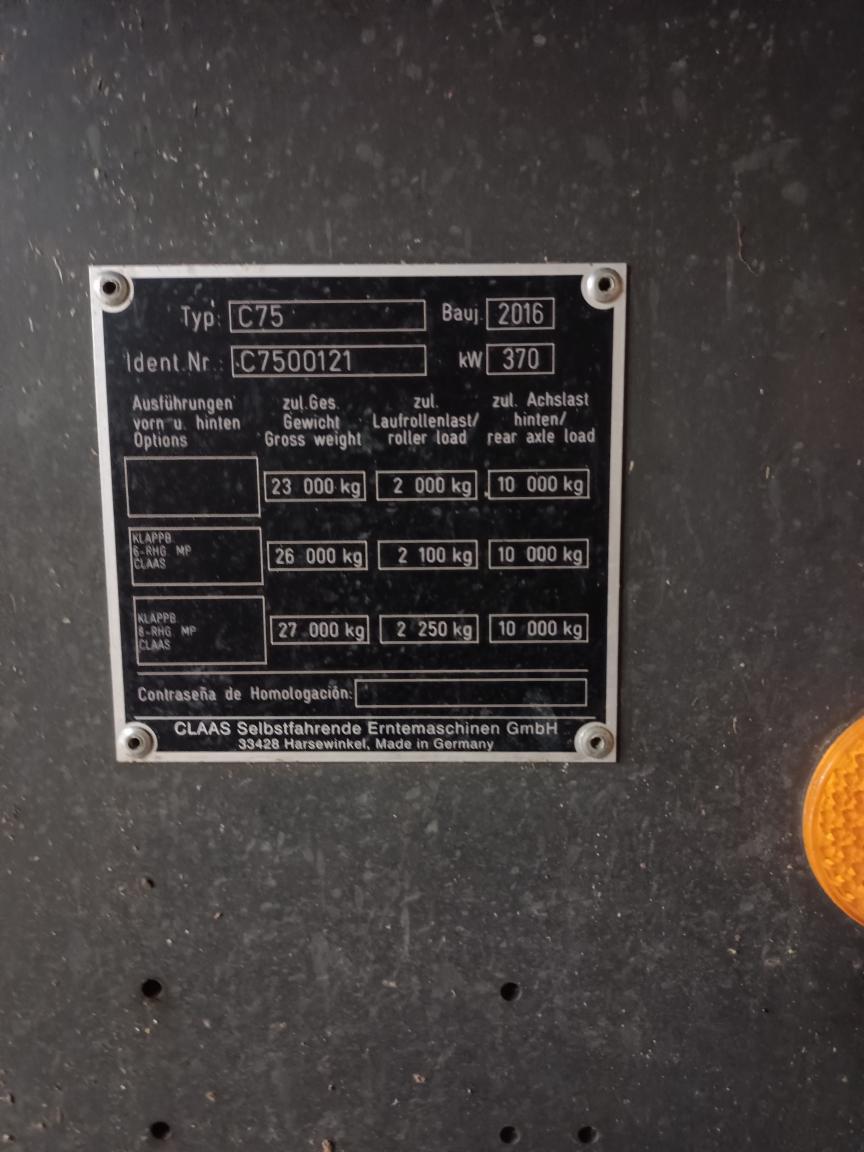 Typ: C75 Bauj. 2016
Ident.Nr.: C7500121 kW 370
Ausführungen vorn u. hinten Options
zul.Ges. Gewicht Gross weight
zul. Laufrollenlast/ roller load
zul. Achslast hinten/ rear axle load
23 000 kg 2 000 kg 10 000 kg
KLAPPB.
6-RHG. MP
CLAAS
26 000 kg 2 100 kg 10 000 kg
KLAPPB.
8-RHG. MP
CLAAS
27 000 kg 2 250 kg 10 000 kg
Contraseña de Homologación:
CLAAS Selbstfahrende Erntemaschinen GmbH
33428 Harsewinkel, Made in Germany